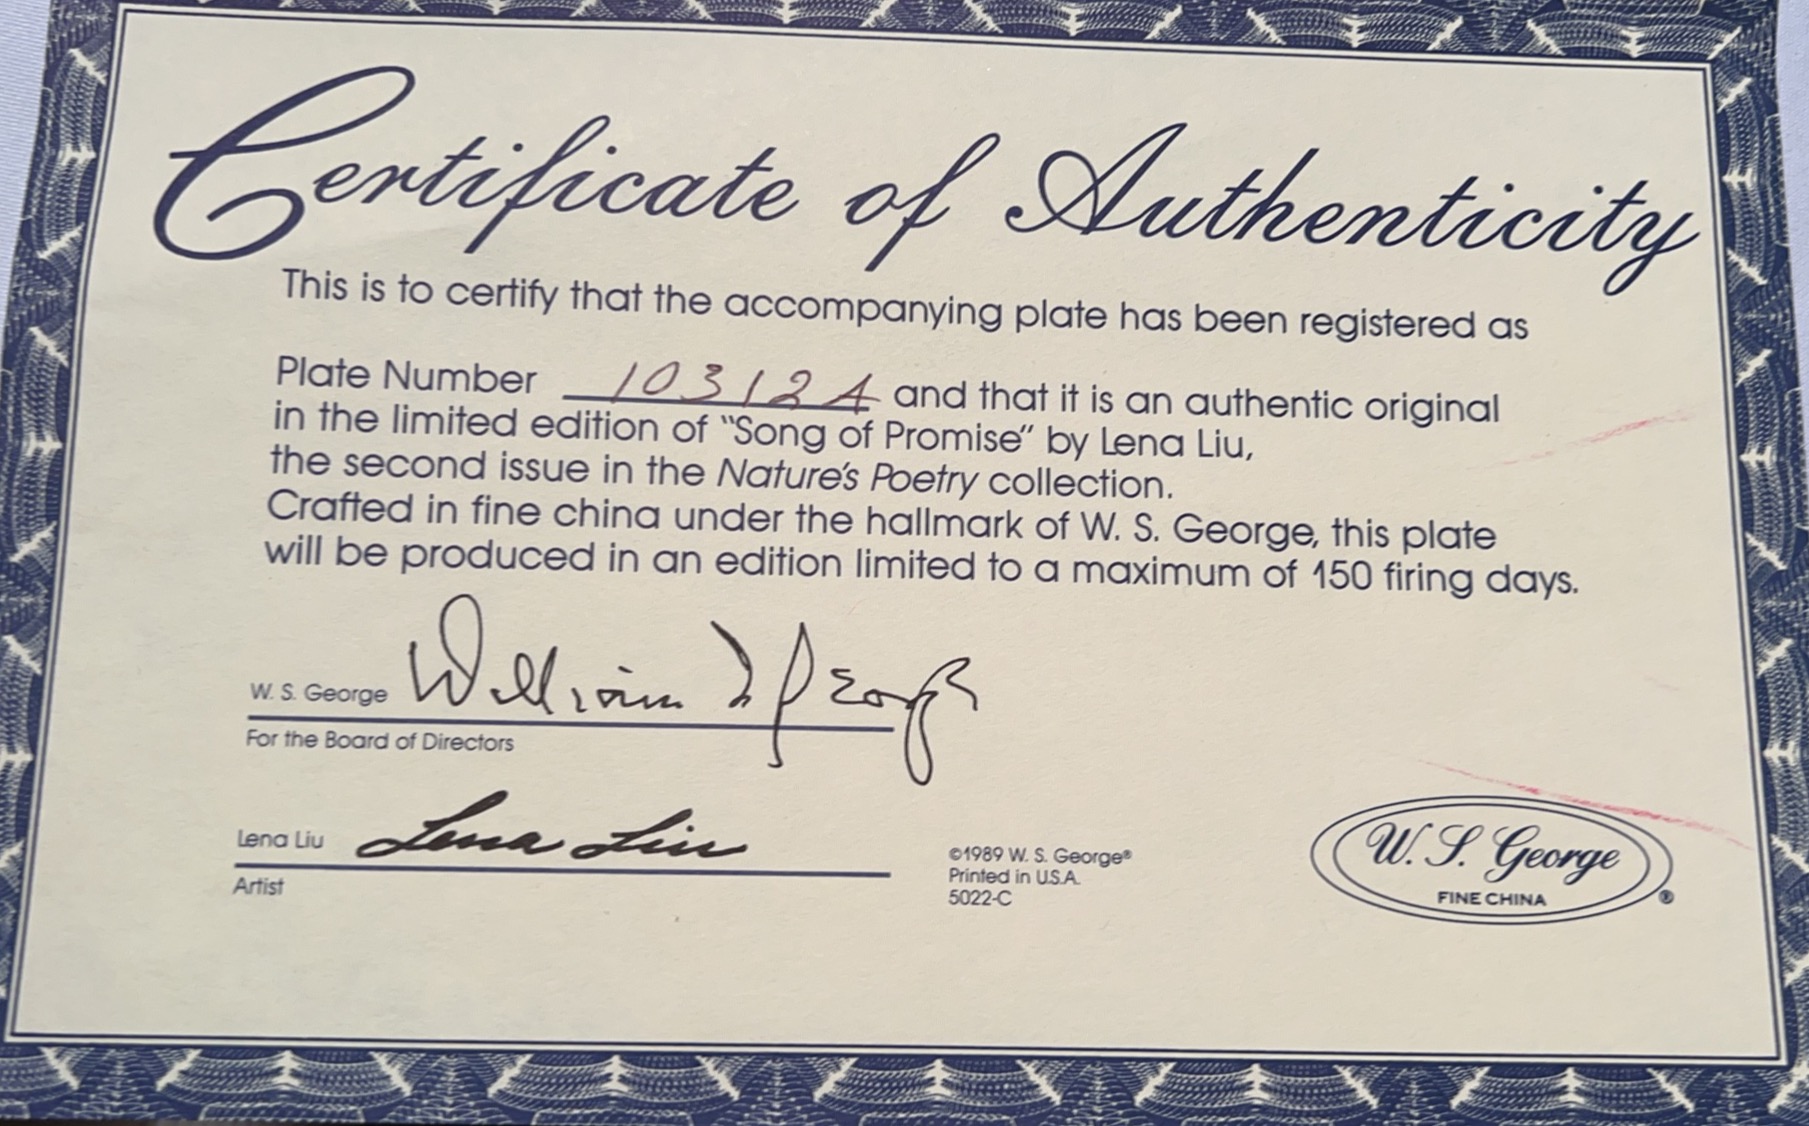 Certificate of Authenticity
This is to certify that the accompanying plate has been registered as
Plate Number 10312A and that it is an authentic original
in the limited edition of “Song of Promise” by Lena Liu,
the second issue in the Nature's Poetry collection.
Crafted in fine china under the hallmark of W. S. George, this plate
will be produced in an edition limited to a maximum of 150 firing days.
W. S. George William S George
For the Board of Directors
Lena Liu Lena Liu
Artist
©1989 W. S. George®
Printed in U.S.A.
5022-C
W. S. George
FINE CHINA ®